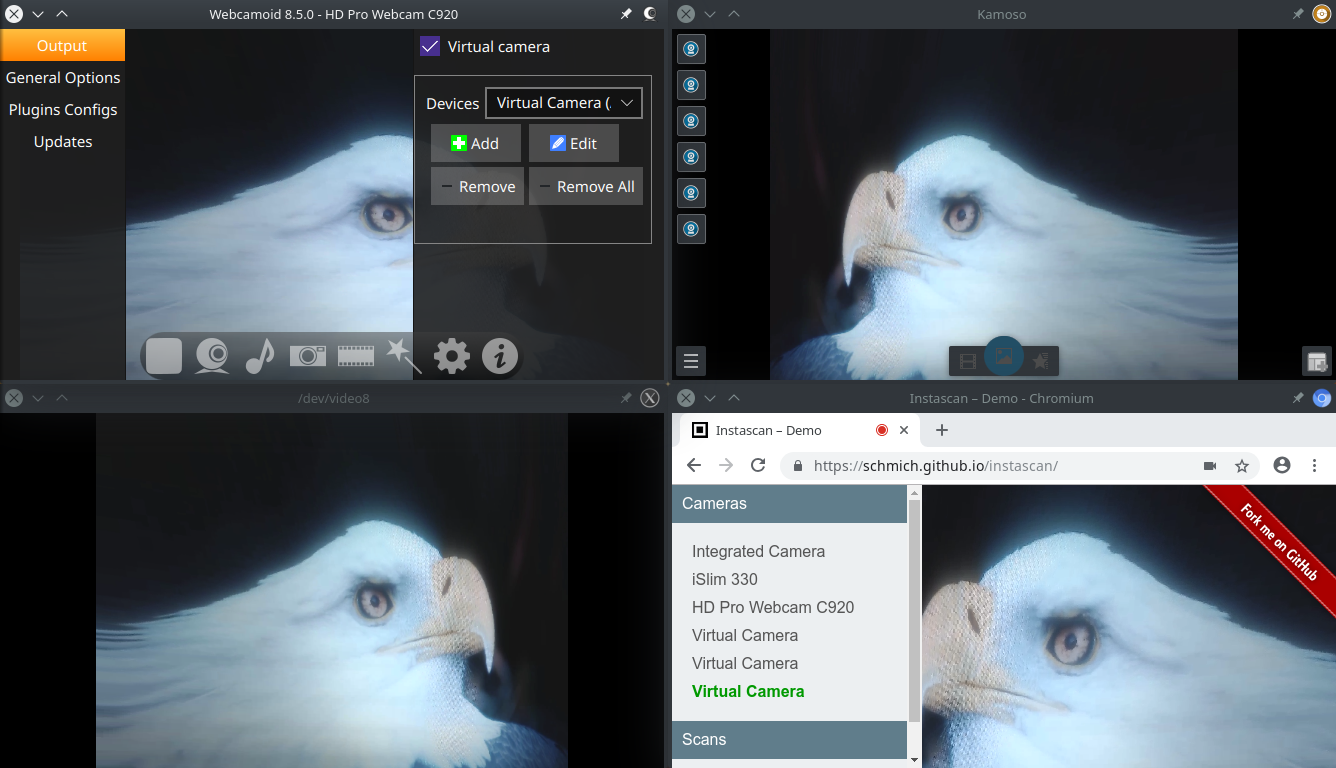 Webcamoid 8.5.0 - HD Pro Webcam C920
Output
General Options
Plugins Configs
Updates
Virtual camera
Devices
Virtual Camera (.
Add
Edit
Remove
Remove All
Kamoso
/dev/video8
Instascan – Demo - Chromium
Instascan – Demo
https://schmich.github.io/instascan/
Cameras
Integrated Camera
iSlim 330
HD Pro Webcam C920
Virtual Camera
Virtual Camera
Virtual Camera
Scans
Fork me on GitHub